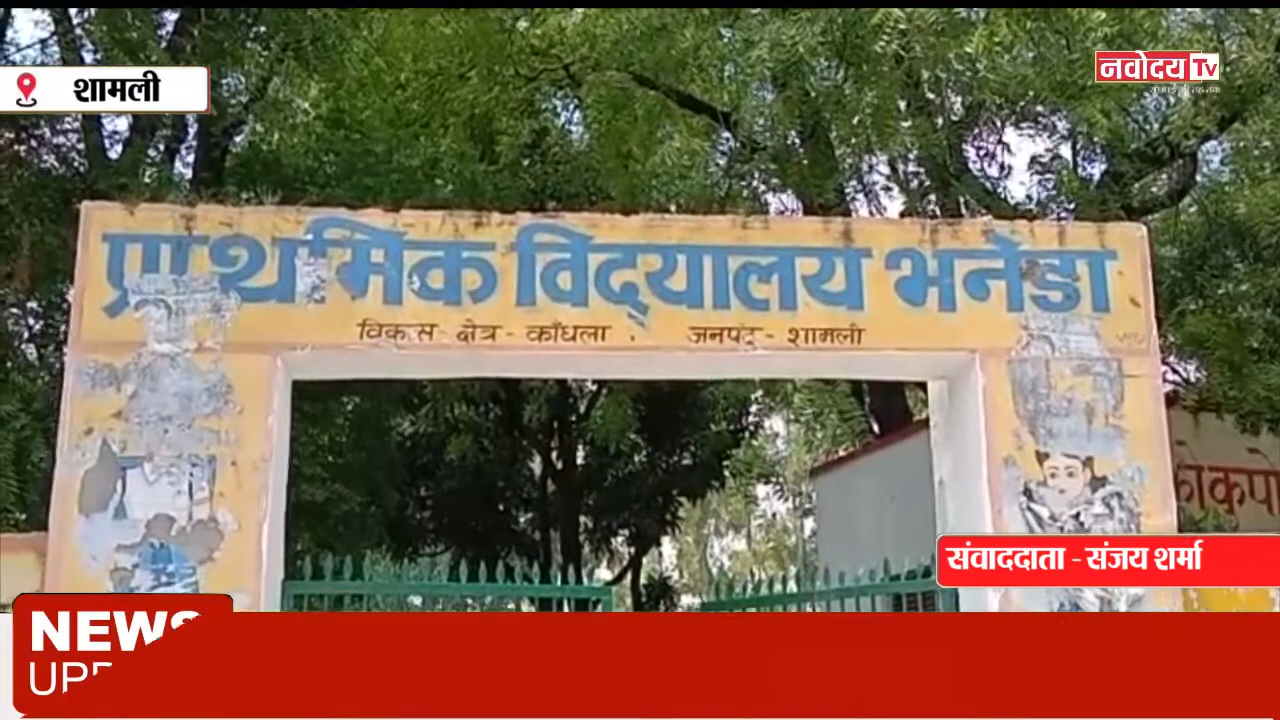 शामली
नवोदय Tv
प्राथमिक विद्यालय भनेडा
विकास क्षेत्र - काँधला . जनपद - शामली
संवाददाता - संजय शर्मा
NEWS